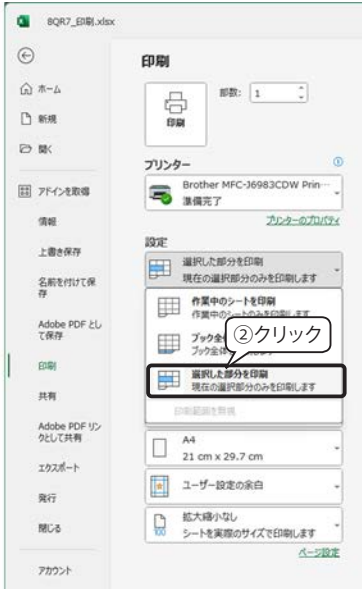 8QR7_印刷.xlsx
ホーム
新規
開く
アドインを取得
情報
上書き保存
名前を付けて保
存
Adobe PDF とし
て保存
印刷
共有
Adobe PDF リン
クとして共有
エクスポート
発行
閉じる
アカウント
印刷
印刷
部数: 1
プリンター
Brother MFC-J6983CDW Prin…
準備完了
プリンターのプロパティ
設定
選択した部分を印刷
現在の選択部分のみを印刷します
作業中のシートを印刷
作業中のシートのみを印刷します
ブック全
ブック全体
②クリック
選択した部分を印刷
現在の選択部分のみを印刷します
印刷範囲を無視
A4
21 cm x 29.7 cm
ユーザー設定の余白
拡大縮小なし
シートを実際のサイズで印刷します
100
ページ設定